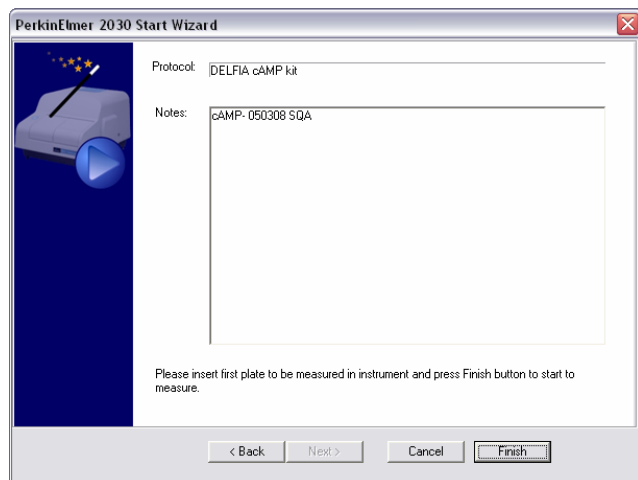 PerkinElmer 2030 Start Wizard
Protocol: DELFIA cAMP kit
Notes: cAMP- 050308 SQA
Please insert first plate to be measured in instrument and press Finish button to start to
measure.
< Back Next > Cancel Finish